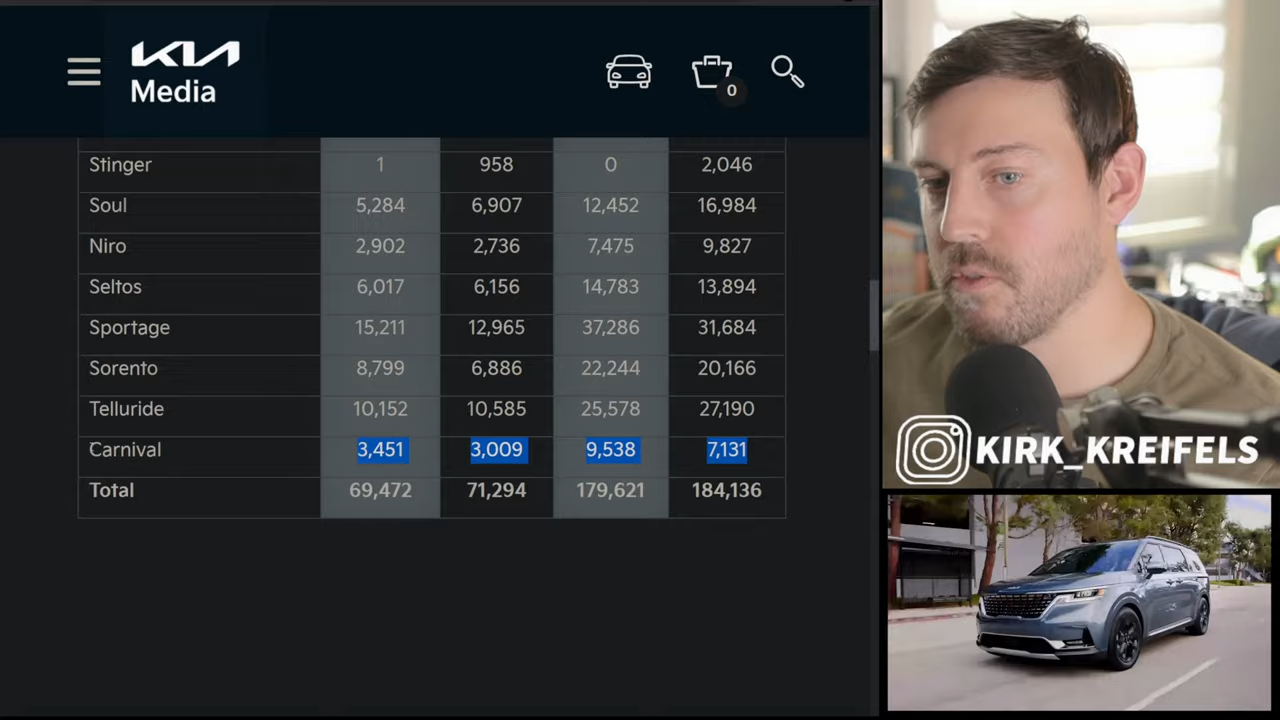 KIA
Media
0
Stinger 1 958 0 2,046
Soul 5,284 6,907 12,452 16,984
Niro 2,902 2,736 7,475 9,827
Seltos 6,017 6,156 14,783 13,894
Sportage 15,211 12,965 37,286 31,684
Sorento 8,799 6,886 22,244 20,166
Telluride 10,152 10,585 25,578 27,190
Carnival 3,451 3,009 9,538 7,131
Total 69,472 71,294 179,621 184,136
KIRK_KREIFELS